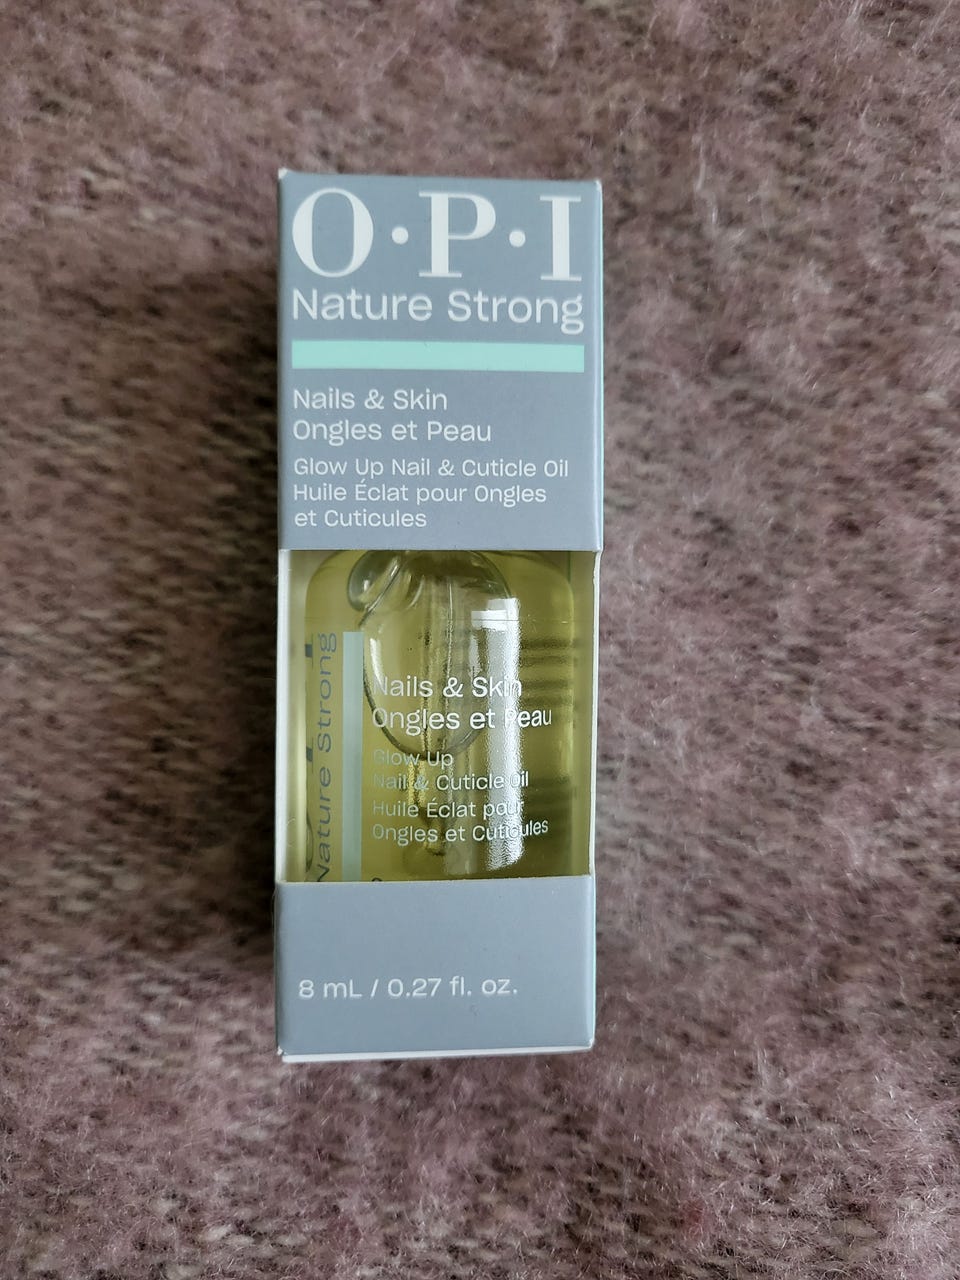 O·P·I
Nature Strong
Nails & Skin
Ongles et Peau
Glow Up Nail & Cuticle Oil
Huile Éclat pour Ongles
et Cuticules
Nature Strong
Nails & Skin
Ongles et Peau
Glow Up
Nail & Cuticle Oil
Huile Éclat pour
Ongles et Cuticules
8 mL / 0.27 fl. oz.